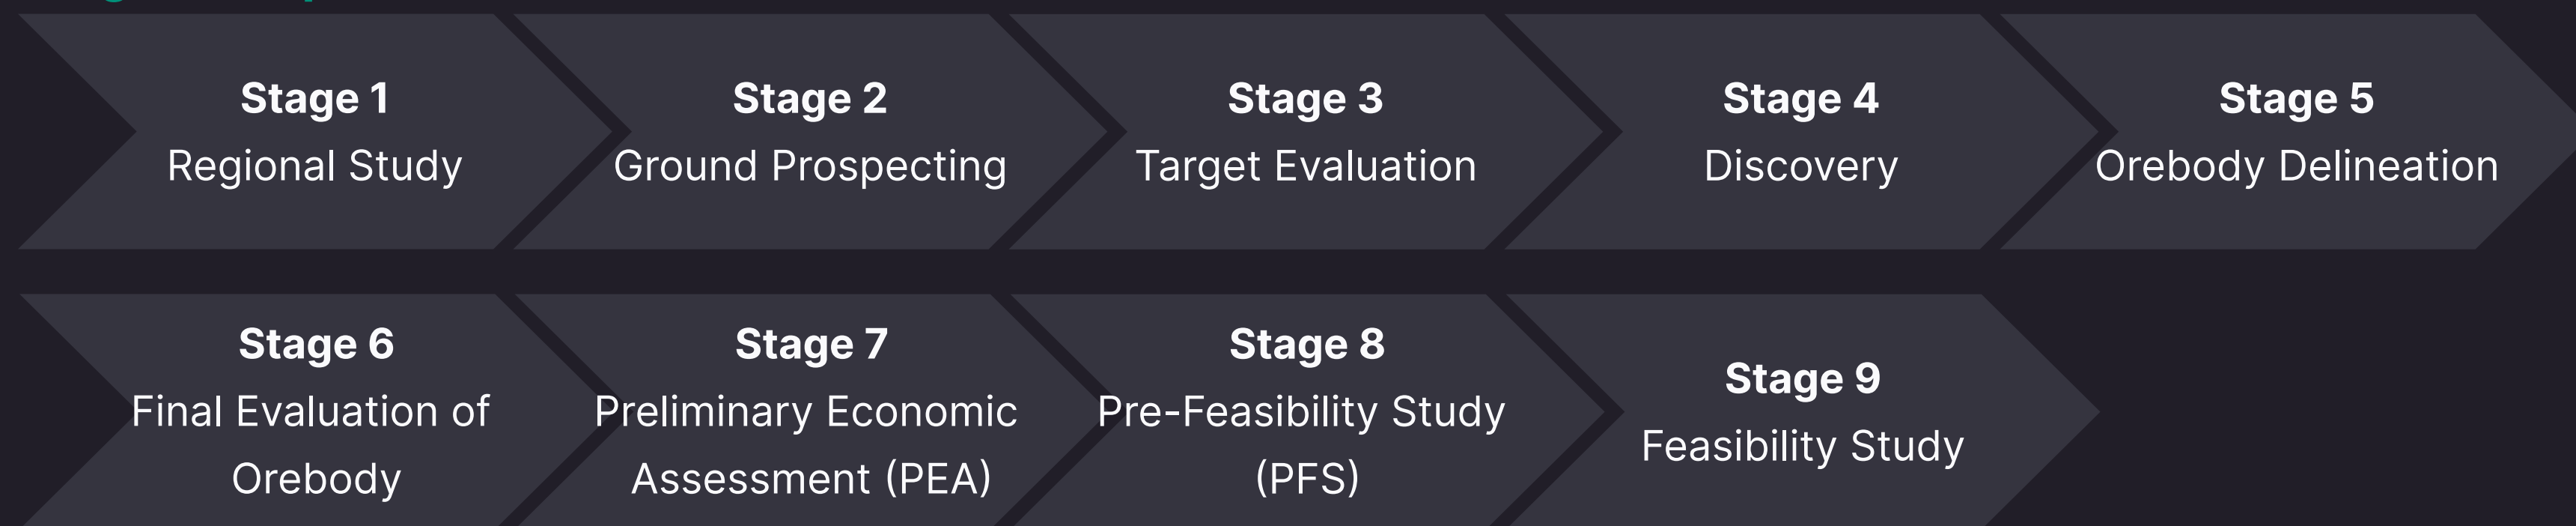 Stage 1
Regional Study
Stage 2
Ground Prospecting
Stage 3
Target Evaluation
Stage 4
Discovery
Stage 5
Orebody Delineation
Stage 6
Final Evaluation of
Orebody
Stage 7
Preliminary Economic
Assessment (PEA)
Stage 8
Pre-Feasibility Study
(PFS)
Stage 9
Feasibility Study